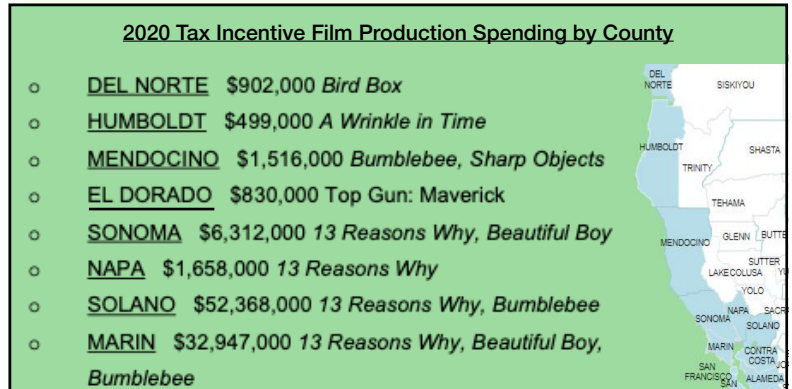 2020 Tax Incentive Film Production Spending by County
DEL NORTE $902,000 Bird Box
HUMBOLDT $499,000 A Wrinkle in Time
MENDOCINO $1,516,000 Bumblebee, Sharp Objects
EL DORADO $830,000 Top Gun: Maverick
SONOMA $6,312,000 13 Reasons Why, Beautiful Boy
NAPA $1,658,000 13 Reasons Why
SOLANO $52,368,000 13 Reasons Why, Bumblebee
MARIN $32,947,000 13 Reasons Why, Beautiful Boy,
Bumblebee
DEL
NORTE
SISKIYOU
HUMBOLDT
TRINITY
SHASTA
TEHAMA
MENDOCINO
GLENN
BUTTE
LAKE
COLUSA
SUTTER
YU
YOLO
SONOMA
NAPA
SACR
SOLANO
MARIN
CONTRA
COSTA
SAN
FRANCISCO
SAN
ALAMEDA